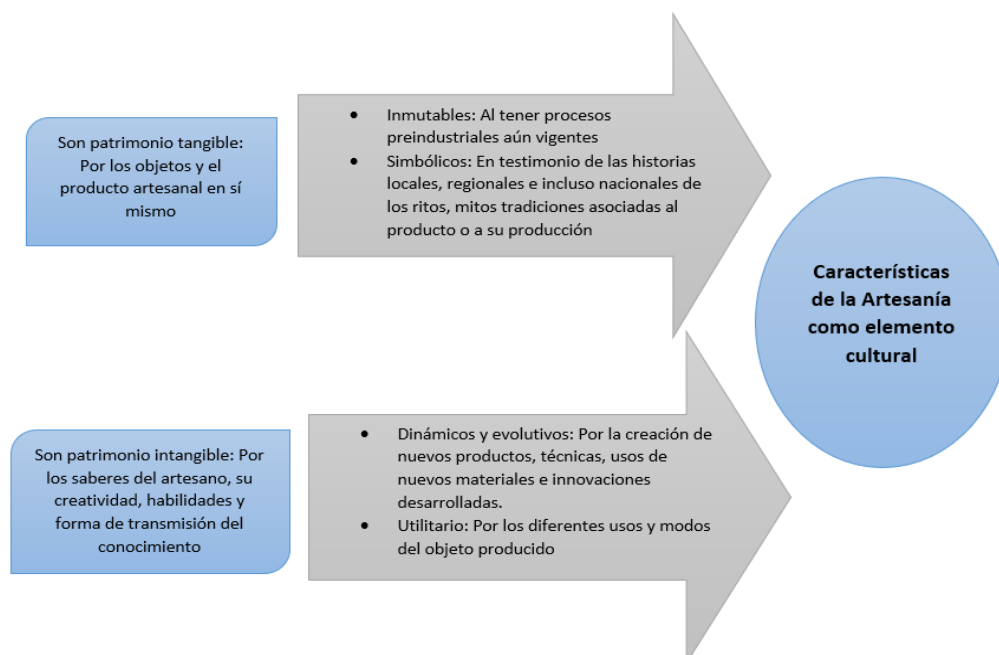 Son patrimonio tangible:
Por los objetos y el
producto artesanal en sí
mismo
• Inmutables: Al tener procesos
preindustriales aún vigentes
• Simbólicos: En testimonio de las historias
locales, regionales e incluso nacionales de
los ritos, mitos tradiciones asociadas al
producto o a su producción
Características
de la Artesanía
como elemento
cultural
Son patrimonio intangible: Por
los saberes del artesano, su
creatividad, habilidades y
forma de transmisión del
conocimiento
• Dinámicos y evolutivos: Por la creación de
nuevos productos, técnicas, usos de
nuevos materiales e innovaciones
desarrolladas.
• Utilitario: Por los diferentes usos y modos
del objeto producido